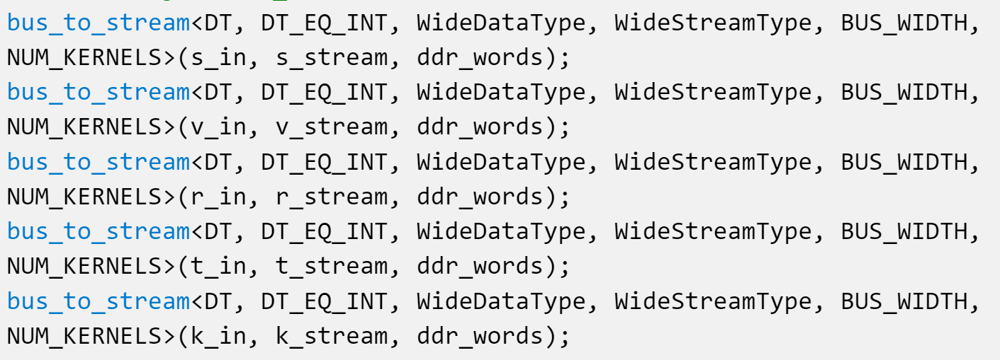 bus_to_stream<DT, DT_EQ_INT, WideDataType, WideStreamType, BUS_WIDTH,
NUM_KERNELS>(s_in, s_stream, ddr_words);
bus_to_stream<DT, DT_EQ_INT, WideDataType, WideStreamType, BUS_WIDTH,
NUM_KERNELS>(v_in, v_stream, ddr_words);
bus_to_stream<DT, DT_EQ_INT, WideDataType, WideStreamType, BUS_WIDTH,
NUM_KERNELS>(r_in, r_stream, ddr_words);
bus_to_stream<DT, DT_EQ_INT, WideDataType, WideStreamType, BUS_WIDTH,
NUM_KERNELS>(t_in, t_stream, ddr_words);
bus_to_stream<DT, DT_EQ_INT, WideDataType, WideStreamType, BUS_WIDTH,
NUM_KERNELS>(k_in, k_stream, ddr_words);